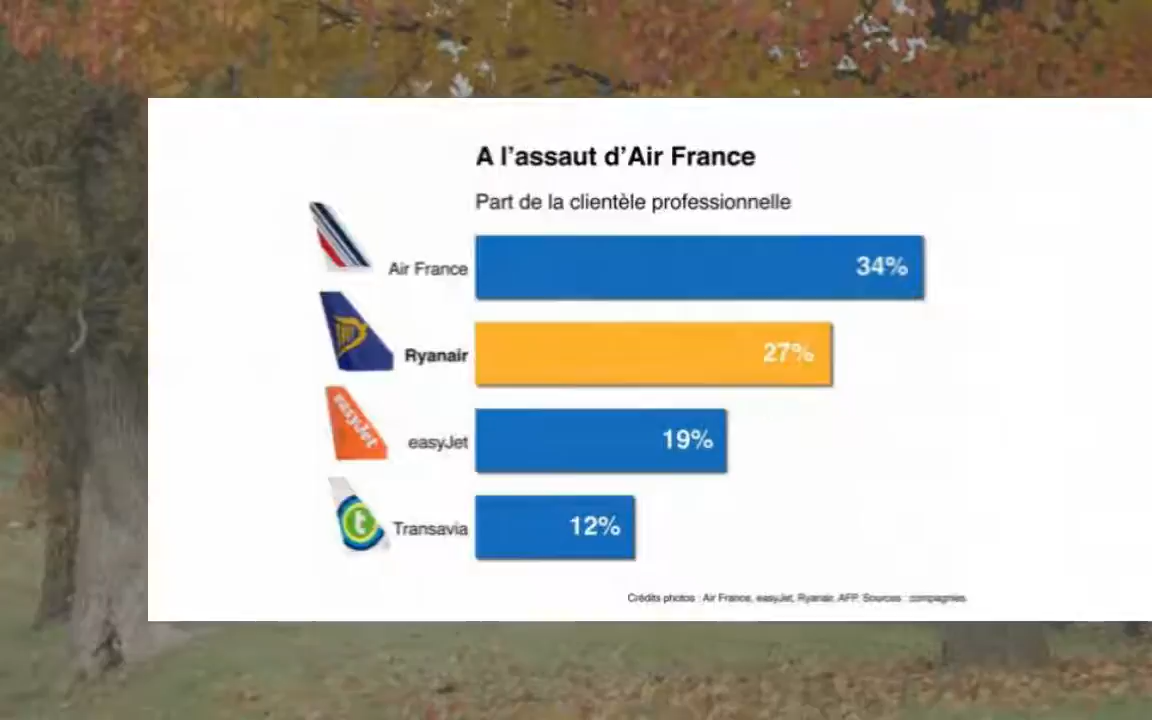 A l'assaut d'Air France
Part de la clientèle professionnelle
Air France
34%
Ryanair
27%
easyJet
easyJet
19%
t
Transavia
12%
Crédits photos : Air France, easyJet, Ryanair, AFP. Sources : compagnies